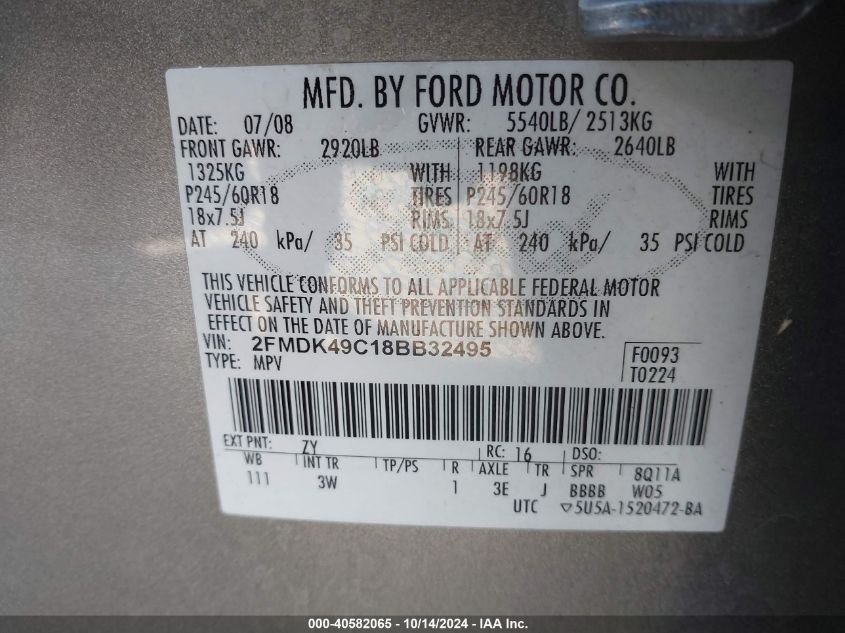 MFD. BY FORD MOTOR CO.
DATE: 07/08 GVWR: 5540LB/ 2513KG
FRONT GAWR: 2920LB REAR GAWR: 2640LB
1325KG WITH 1198KG WITH
P245/60R18 TIRES P245/60R18 TIRES
18x7.5J RIMS 18x7.5J RIMS
AT 240 kPa/ 35 PSI COLD AT 240 kPa/ 35 PSI COLD
THIS VEHICLE CONFORMS TO ALL APPLICABLE FEDERAL MOTOR
VEHICLE SAFETY AND THEFT PREVENTION STANDARDS IN
EFFECT ON THE DATE OF MANUFACTURE SHOWN ABOVE.
VIN: 2FMDK49C18BB32495 F0093
TYPE: MPV T0224
EXT PNT: ZY RC: 16 DSO:
WB INT TR TP/PS R AXLE TR SPR 8Q11A
111 3W 1 3E J BBBB W05
UTC ▽5U5A-1520472-BA
000-40582065 - 10/14/2024 - IAA Inc.